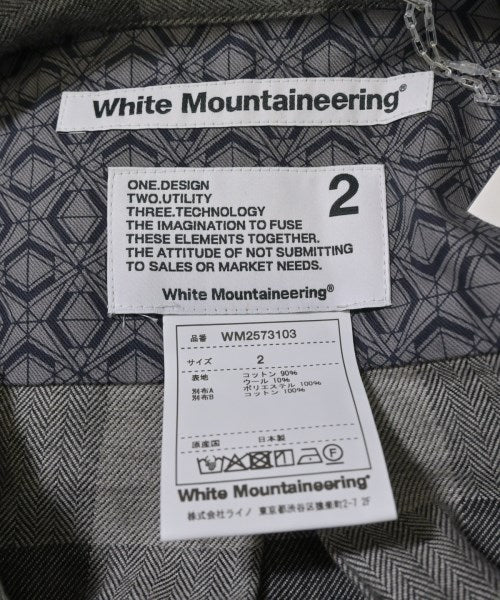 White Mountaineering®
ONE.DESIGN 2
TWO.UTILITY
THREE.TECHNOLOGY
THE IMAGINATION TO FUSE
THESE ELEMENTS TOGETHER.
THE ATTITUDE OF NOT SUBMITTING
TO SALES OR MARKET NEEDS.
White Mountaineering®
品番 WM2573103
サイズ 2
表地 コットン 90%
ウール 10%
別布A ポリエステル 100%
別布B コットン 100%
原産国 日本製
White Mountaineering®
株式会社ライノ 東京都渋谷区猿楽町2-7 2F